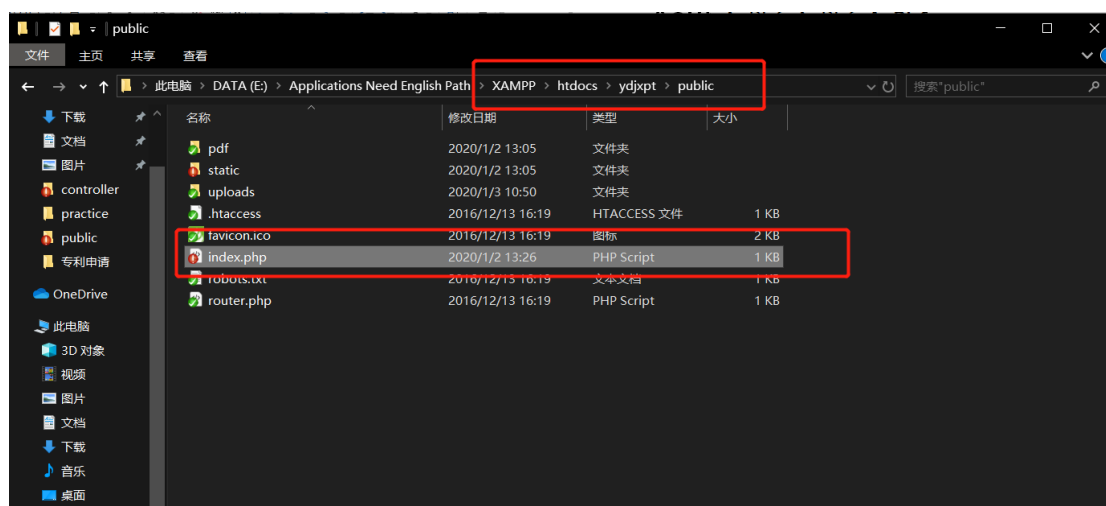 public
文件 主页 共享 查看
此电脑 > DATA (E:) > Applications Need English Path > XAMPP > htdocs > ydjxpt > public
搜索"public"
下载
文档
图片
controller
practice
public
专利申请
OneDrive
此电脑
3D 对象
视频
图片
文档
下载
音乐
桌面
名称 修改日期 类型 大小
pdf 2020/1/2 13:05 文件夹
static 2020/1/2 13:05 文件夹
uploads 2020/1/3 10:50 文件夹
.htaccess 2016/12/13 16:19 HTACCESS 文件 1 KB
favicon.ico 2016/12/13 16:19 图标 2 KB
index.php 2020/1/2 13:26 PHP Script 1 KB
robots.txt 2016/12/13 16:19 文本文档 1 KB
router.php 2016/12/13 16:19 PHP Script 1 KB